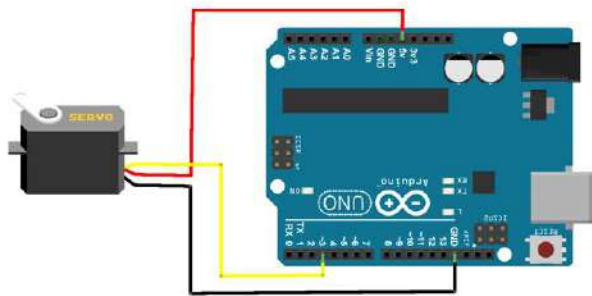 A5 A4 A3 A2 A1 A0 Vin GND GND 5v 3v3
SERVO
ICSP
RX
TX
Arduino
ON
UNO
L
ICSP2
RX TX
0 1 2 ~3 4 ~5 ~6 7 8 ~9 ~10 ~11 12 13 GND
RESET